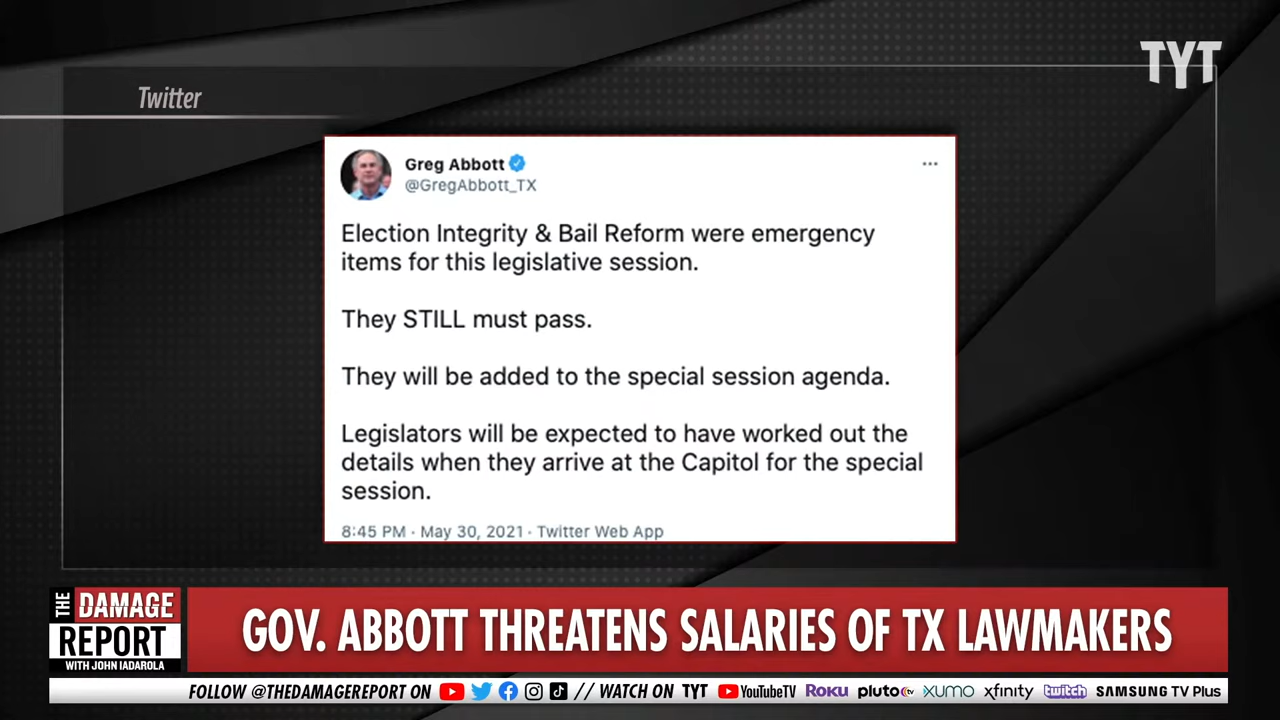 TYT
Twitter
Greg Abbott
@GregAbbott_TX
Election Integrity & Bail Reform were emergency
items for this legislative session.
They STILL must pass.
They will be added to the special session agenda.
Legislators will be expected to have worked out the
details when they arrive at the Capitol for the special
session.
8:45 PM · May 30, 2021 · Twitter Web App
THE DAMAGE
REPORT
WITH JOHN IADAROLA
GOV. ABBOTT THREATENS SALARIES OF TX LAWMAKERS
FOLLOW @THEDAMAGEREPORT ON // WATCH ON TYT YouTubeTV Roku pluto tv XUMO xfinity twitch SAMSUNG TV Plus